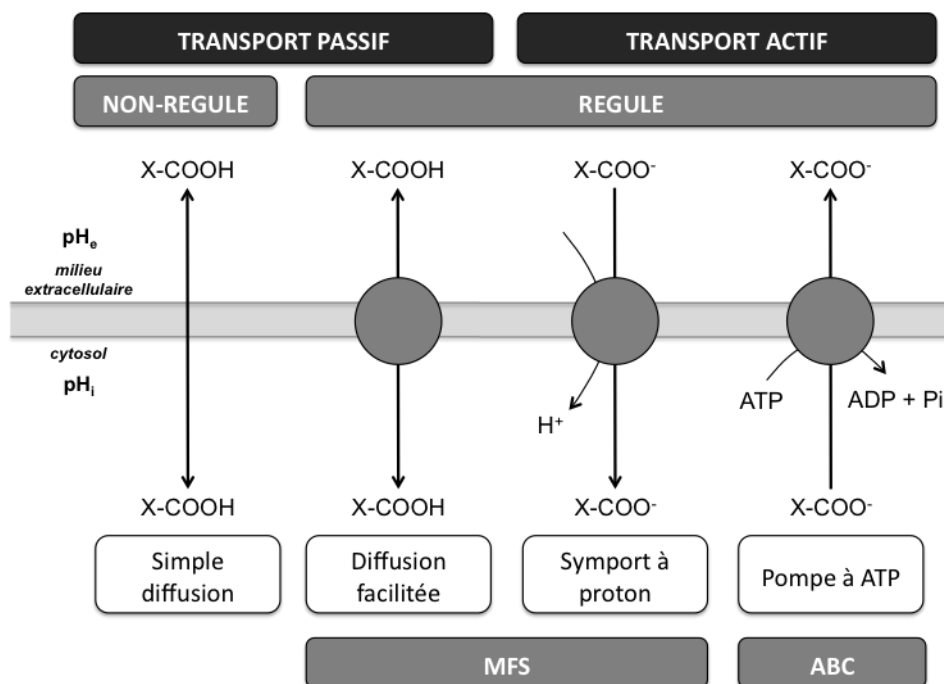 TRANSPORT PASSIF
TRANSPORT ACTIF
NON-REGULE
REGULE
X-COOH
X-COOH
X-COO⁻
X-COO⁻
pHₑ
milieu
extracellulaire
cytosol
pHᵢ
H⁺
ATP
ADP + Pi
X-COOH
X-COOH
X-COO⁻
X-COO⁻
Simple
diffusion
Diffusion
facilitée
Symport à
proton
Pompe à ATP
MFS
ABC